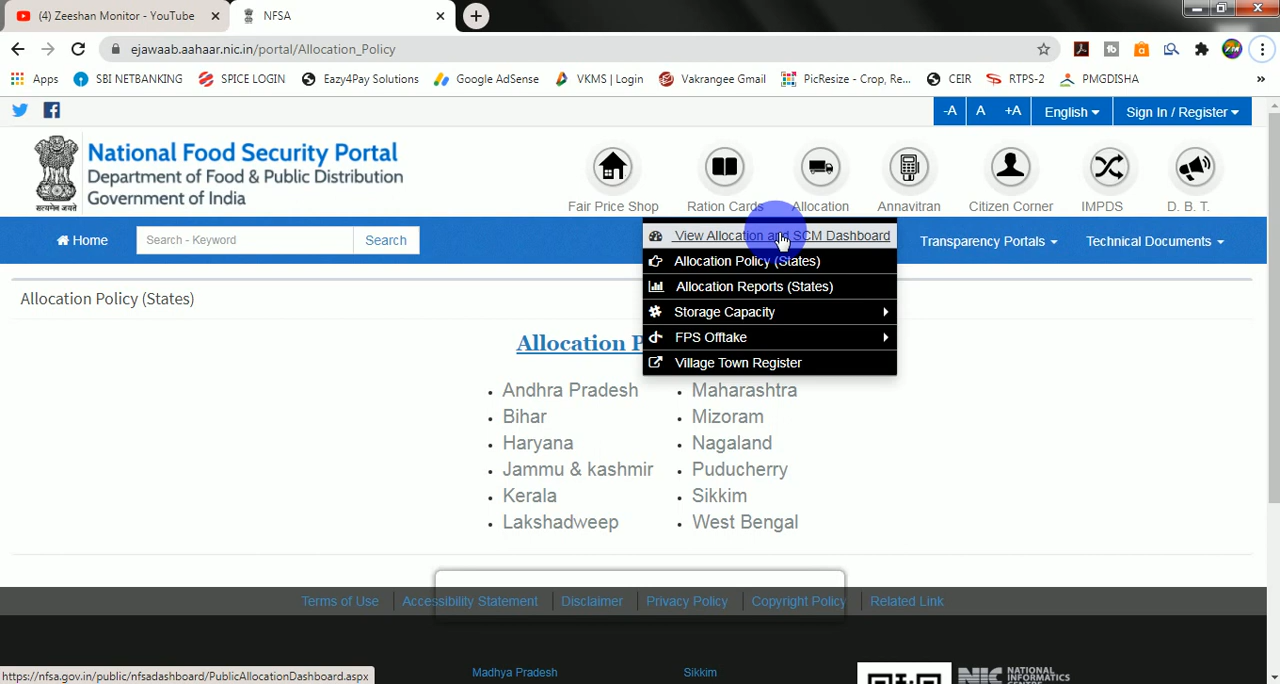 (4) Zeeshan Monitor - YouTube
NFSA
ejawaab.aahaar.nic.in/portal/Allocation_Policy
Apps SBI NETBANKING SPICE LOGIN Eazy4Pay Solutions Google AdSense VKMS | Login Vakrangee Gmail PicResize - Crop, Re... CEIR RTPS-2 PMGDISHA »
-A A +A English Sign In / Register
National Food Security Portal
Department of Food & Public Distribution
Government of India
सत्यमेव जयते
Fair Price Shop Ration Cards Allocation Annavitran Citizen Corner IMPDS D. B. T.
Home Search - Keyword Search Transparency Portals Technical Documents
View Allocation and SCM Dashboard
Allocation Policy (States)
Allocation Reports (States)
Storage Capacity
FPS Offtake
Village Town Register
Allocation Policy (States)
Allocation P
Andhra Pradesh
Bihar
Haryana
Jammu & kashmir
Kerala
Lakshadweep
Maharashtra
Mizoram
Nagaland
Puducherry
Sikkim
West Bengal
Terms of Use Accessibility Statement Disclaimer Privacy Policy Copyright Policy Related Link
Madhya Pradesh Sikkim
NIC NATIONAL
INFORMATICS
https://nfsa.gov.in/public/nfsadashboard/PublicAllocationDashboard.aspx